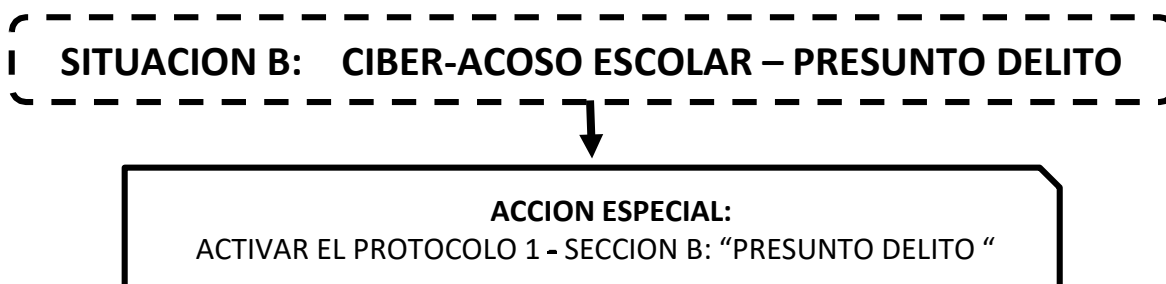 SITUACION B: CIBER-ACOSO ESCOLAR – PRESUNTO DELITO
ACCION ESPECIAL:
ACTIVAR EL PROTOCOLO 1 - SECCION B: “PRESUNTO DELITO “